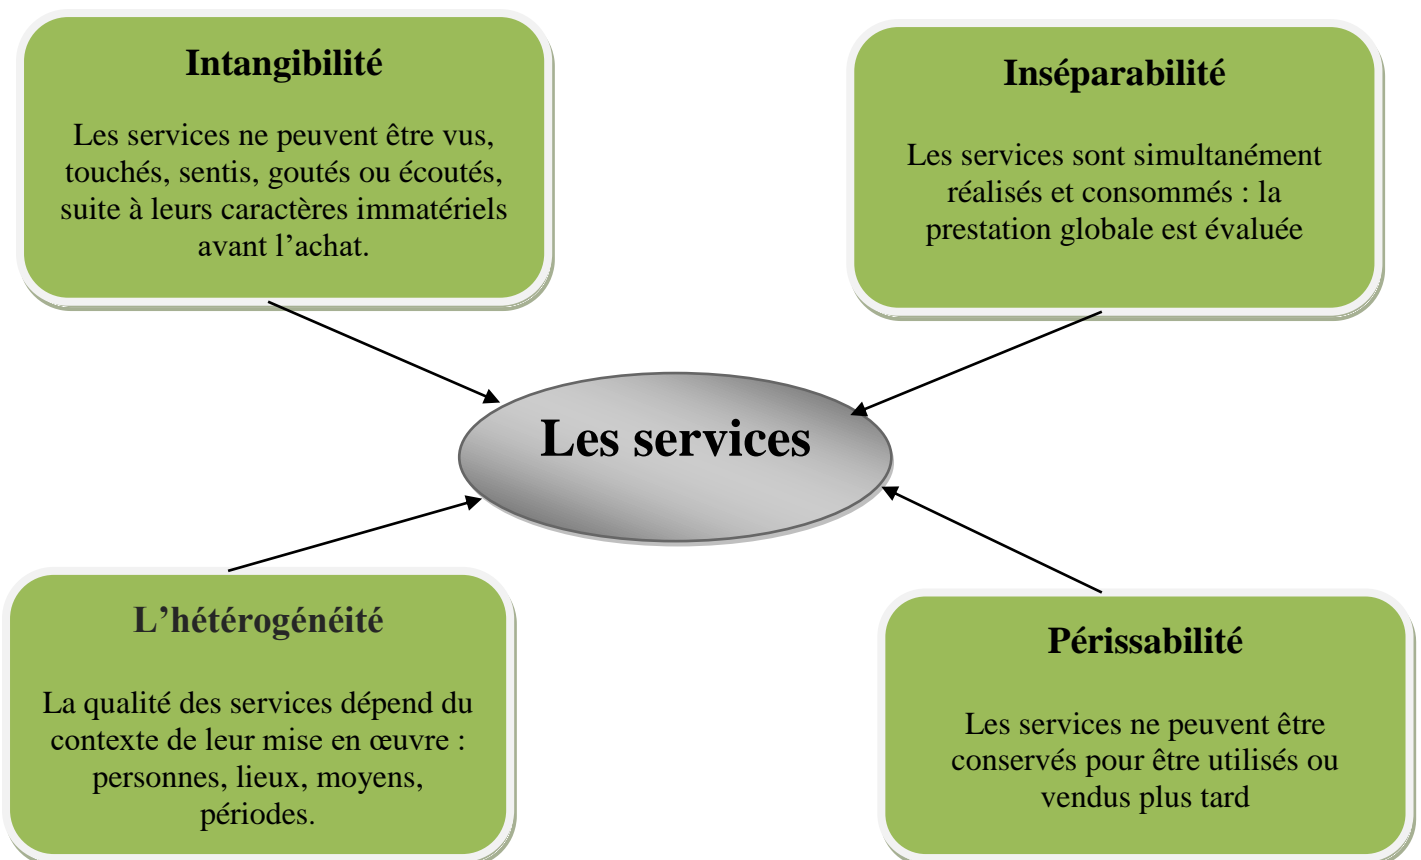 Intangibilité
Les services ne peuvent être vus,
touchés, sentis, goutés ou écoutés,
suite à leurs caractères immatériels
avant l’achat.
Inséparabilité
Les services sont simultanément
réalisés et consommés : la
prestation globale est évaluée
Les services
L’hétérogénéité
La qualité des services dépend du
contexte de leur mise en œuvre :
personnes, lieux, moyens,
périodes.
Périssabilité
Les services ne peuvent être
conservés pour être utilisés ou
vendus plus tard